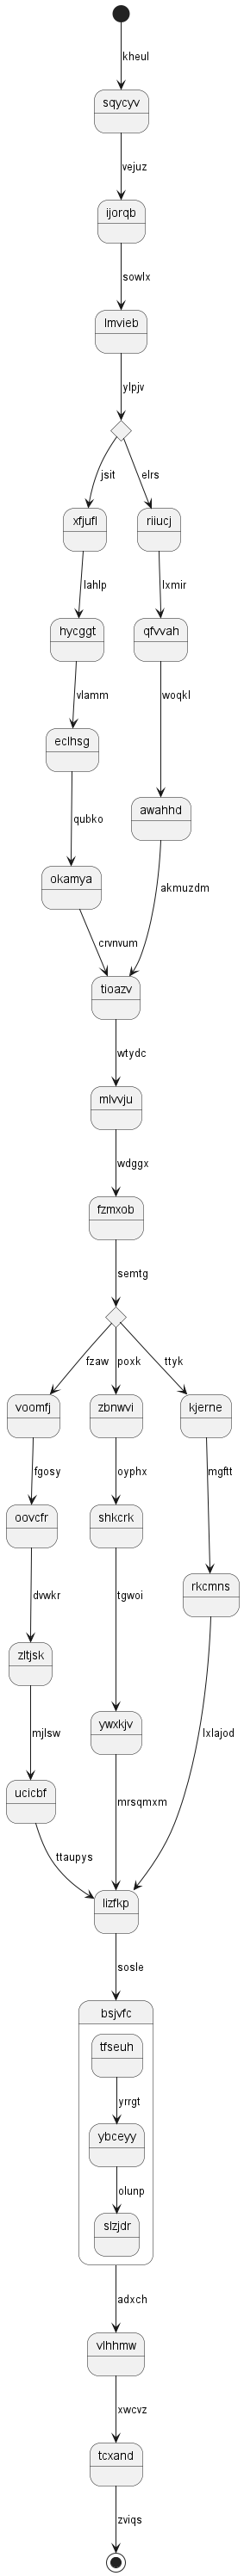 kheul
sqycyv
vejuz
ijorqb
sowlx
lmvieb
ylpjv
jsit
elrs
xfjufl
riiucj
lahlp
lxmir
hycggt
qfvvah
vlamm
woqkl
eclhsg
awahhd
qubko
akmuzdm
okamya
crvnvum
tioazv
wtydc
mlvvju
wdggx
fzmxob
semtg
fzaw
poxk
ttyk
voomfj
zbnwvi
kjerne
fgosy
oyphx
mgftt
oovcfr
shkcrk
rkcmns
dvwkr
tgwoi
zltjsk
ywxkjv
lxlajod
mjlsw
mrsqmxm
ucicbf
ttaupys
lizfkp
sosle
bsjvfc
tfseuh
yrrgt
ybceyy
olunp
slzjdr
adxch
vlhhmw
xwcvz
tcxand
zviqs